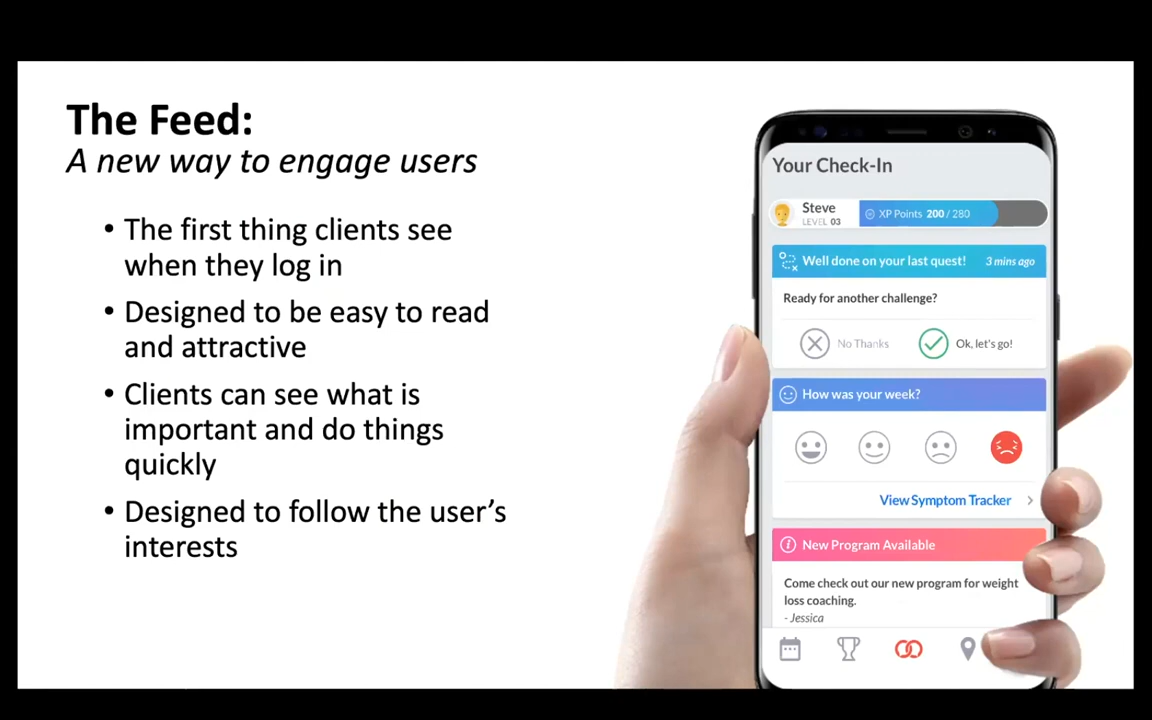 The Feed:
A new way to engage users
• The first thing clients see
when they log in
• Designed to be easy to read
and attractive
• Clients can see what is
important and do things
quickly
• Designed to follow the user’s
interests
Your Check-In
Steve
LEVEL 03
XP Points 200 / 280
Well done on your last quest! 3 mins ago
Ready for another challenge?
No Thanks
Ok, let's go!
How was your week?
View Symptom Tracker
New Program Available
Come check out our new program for weight
loss coaching.
- Jessica